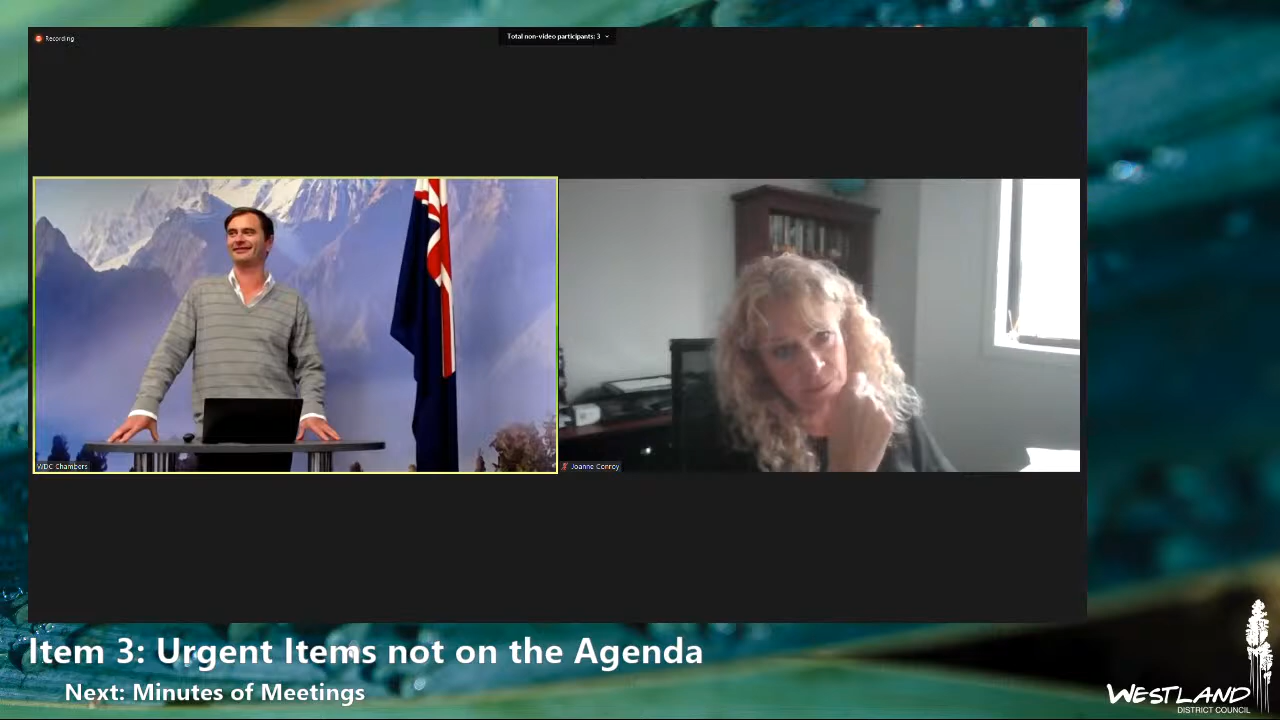 Recording
Total non-video participants: 3
WDC Chambers
Joanne Conroy
Item 3: Urgent Items not on the Agenda
Next: Minutes of Meetings
WESTLAND
DISTRICT COUNCIL